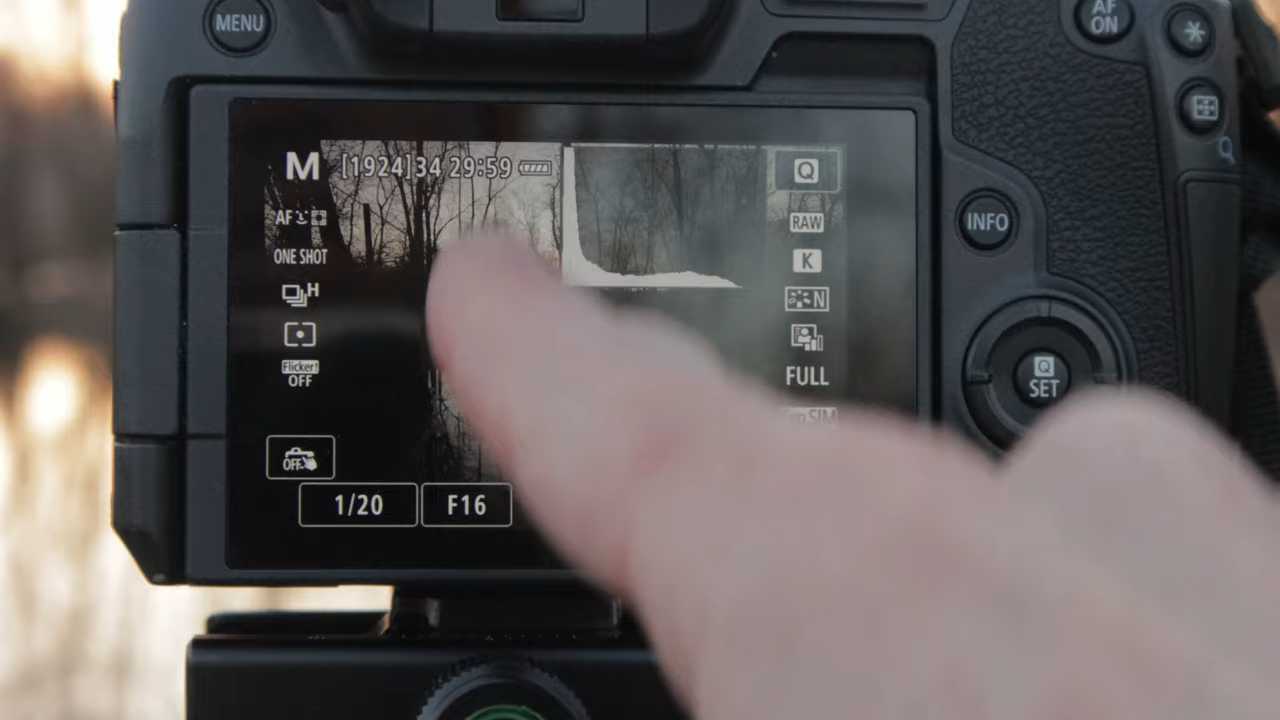 MENU
AF
ON
M [1924]34 29:59
Q
AF
RAW
INFO
ONE SHOT
K
H
N
Flicker!
OFF
FULL
Q
SET
SIM
OFF
1/20 F16